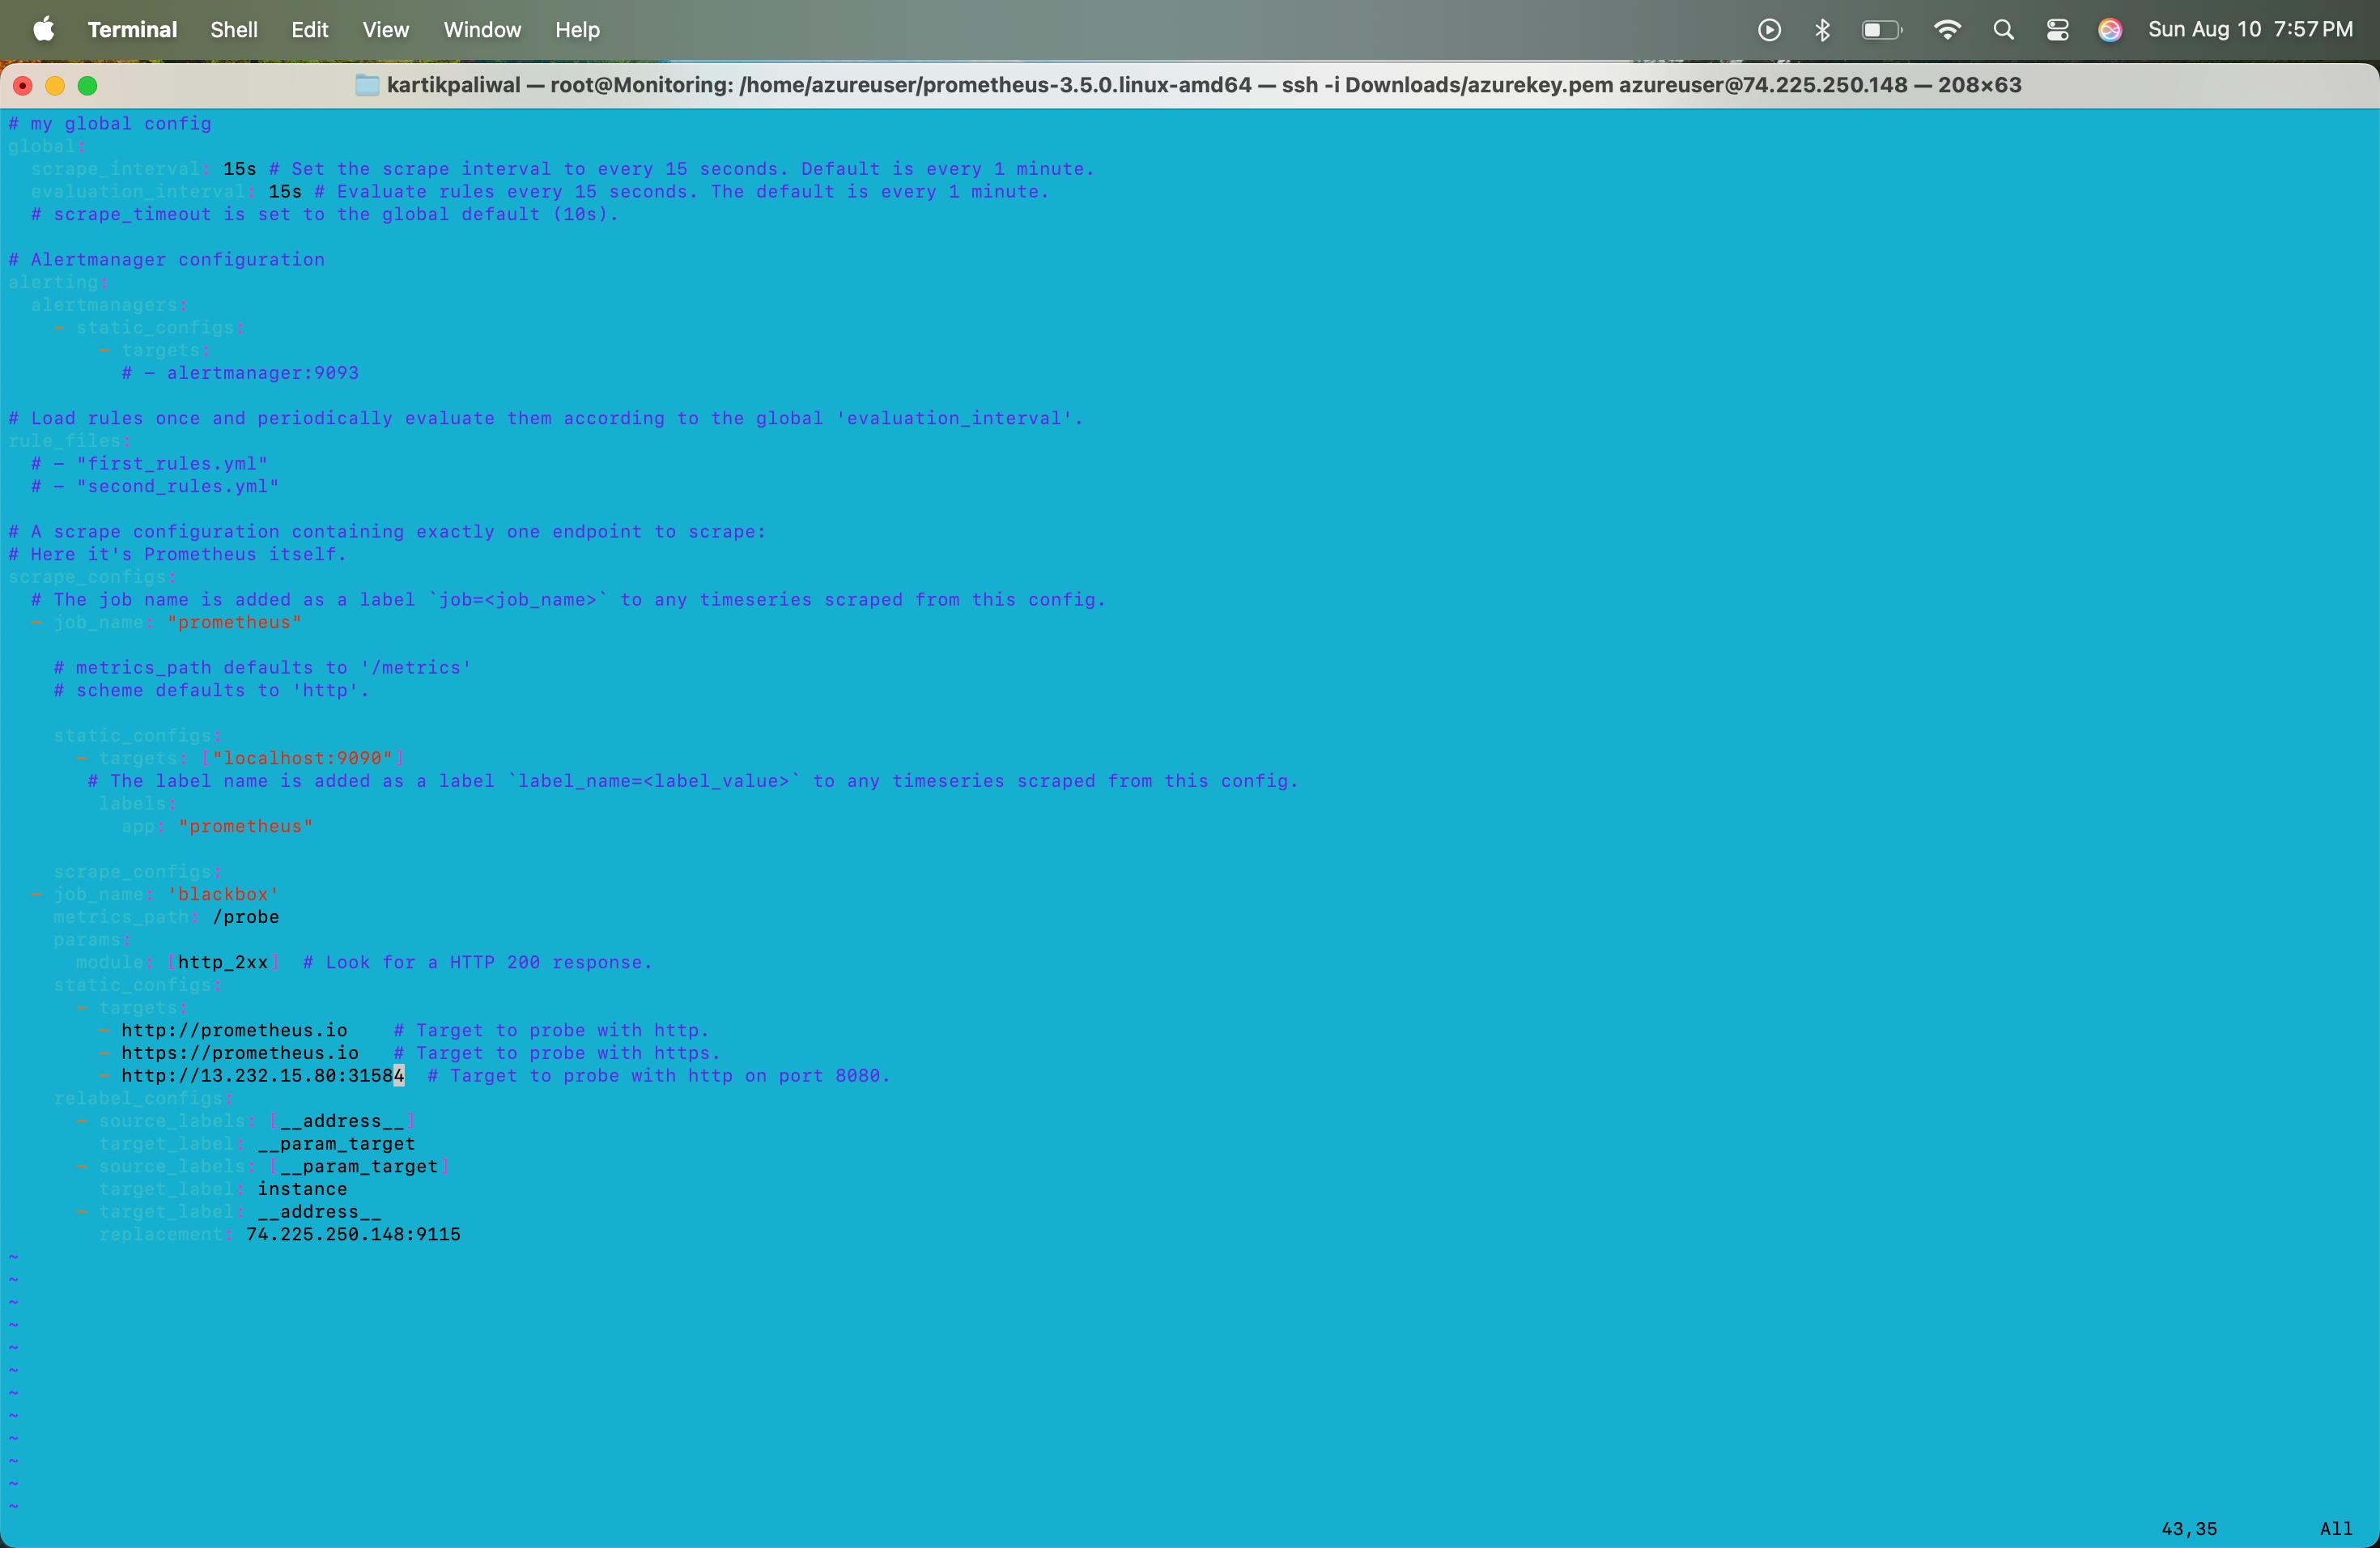 Terminal Shell Edit View Window Help Sun Aug 10 7:57 PM
kartikpaliwal — root@Monitoring: /home/azureuser/prometheus-3.5.0.linux-amd64 — ssh -i Downloads/azurekey.pem azureuser@74.225.250.148 — 208×63
# my global config
global:
  scrape_interval: 15s # Set the scrape interval to every 15 seconds. Default is every 1 minute.
  evaluation_interval: 15s # Evaluate rules every 15 seconds. The default is every 1 minute.
  # scrape_timeout is set to the global default (10s).
# Alertmanager configuration
alerting:
  alertmanagers:
    - static_configs:
        - targets:
          # - alertmanager:9093
# Load rules once and periodically evaluate them according to the global 'evaluation_interval'.
rule_files:
  # - "first_rules.yml"
  # - "second_rules.yml"
# A scrape configuration containing exactly one endpoint to scrape:
# Here it's Prometheus itself.
scrape_configs:
  # The job name is added as a label `job=<job_name>` to any timeseries scraped from this config.
  - job_name: "prometheus"
    # metrics_path defaults to '/metrics'
    # scheme defaults to 'http'.
    static_configs:
      - targets: ["localhost:9090"]
       # The label name is added as a label `label_name=<label_value>` to any timeseries scraped from this config.
        labels:
          app: "prometheus"
    scrape_configs:
  - job_name: 'blackbox'
    metrics_path: /probe
    params:
      module: [http_2xx]  # Look for a HTTP 200 response.
    static_configs:
      - targets:
        - http://prometheus.io    # Target to probe with http.
        - https://prometheus.io   # Target to probe with https.
        - http://13.232.15.80:31584  # Target to probe with http on port 8080.
    relabel_configs:
      - source_labels: [__address__]
        target_label: __param_target
      - source_labels: [__param_target]
        target_label: instance
      - target_label: __address__
        replacement: 74.225.250.148:9115
~
~
~
~
~
~
~
~
~
~
~
~
43,35 All